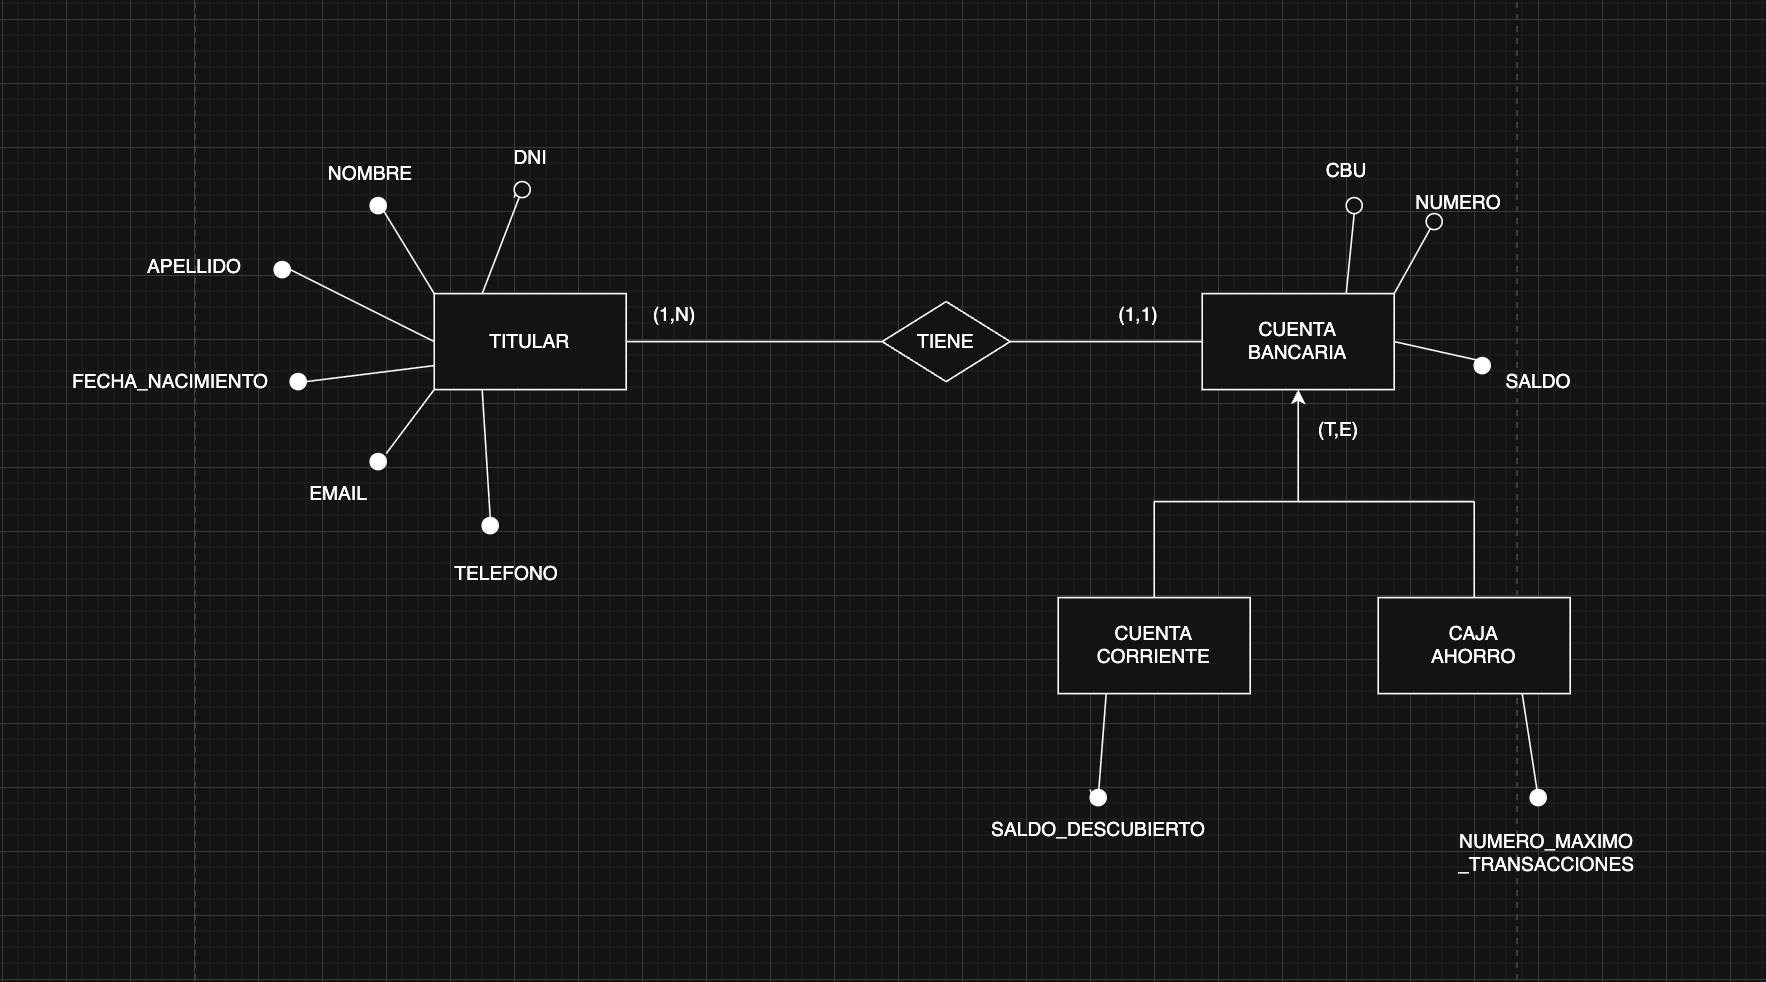 DNI
NOMBRE
APELLIDO
FECHA_NACIMIENTO
EMAIL
TELEFONO
TITULAR
(1,N)
TIENE
(1,1)
CBU
NUMERO
CUENTA
BANCARIA
SALDO
(T,E)
CUENTA
CORRIENTE
CAJA
AHORRO
SALDO_DESCUBIERTO
NUMERO_MAXIMO
_TRANSACCIONES